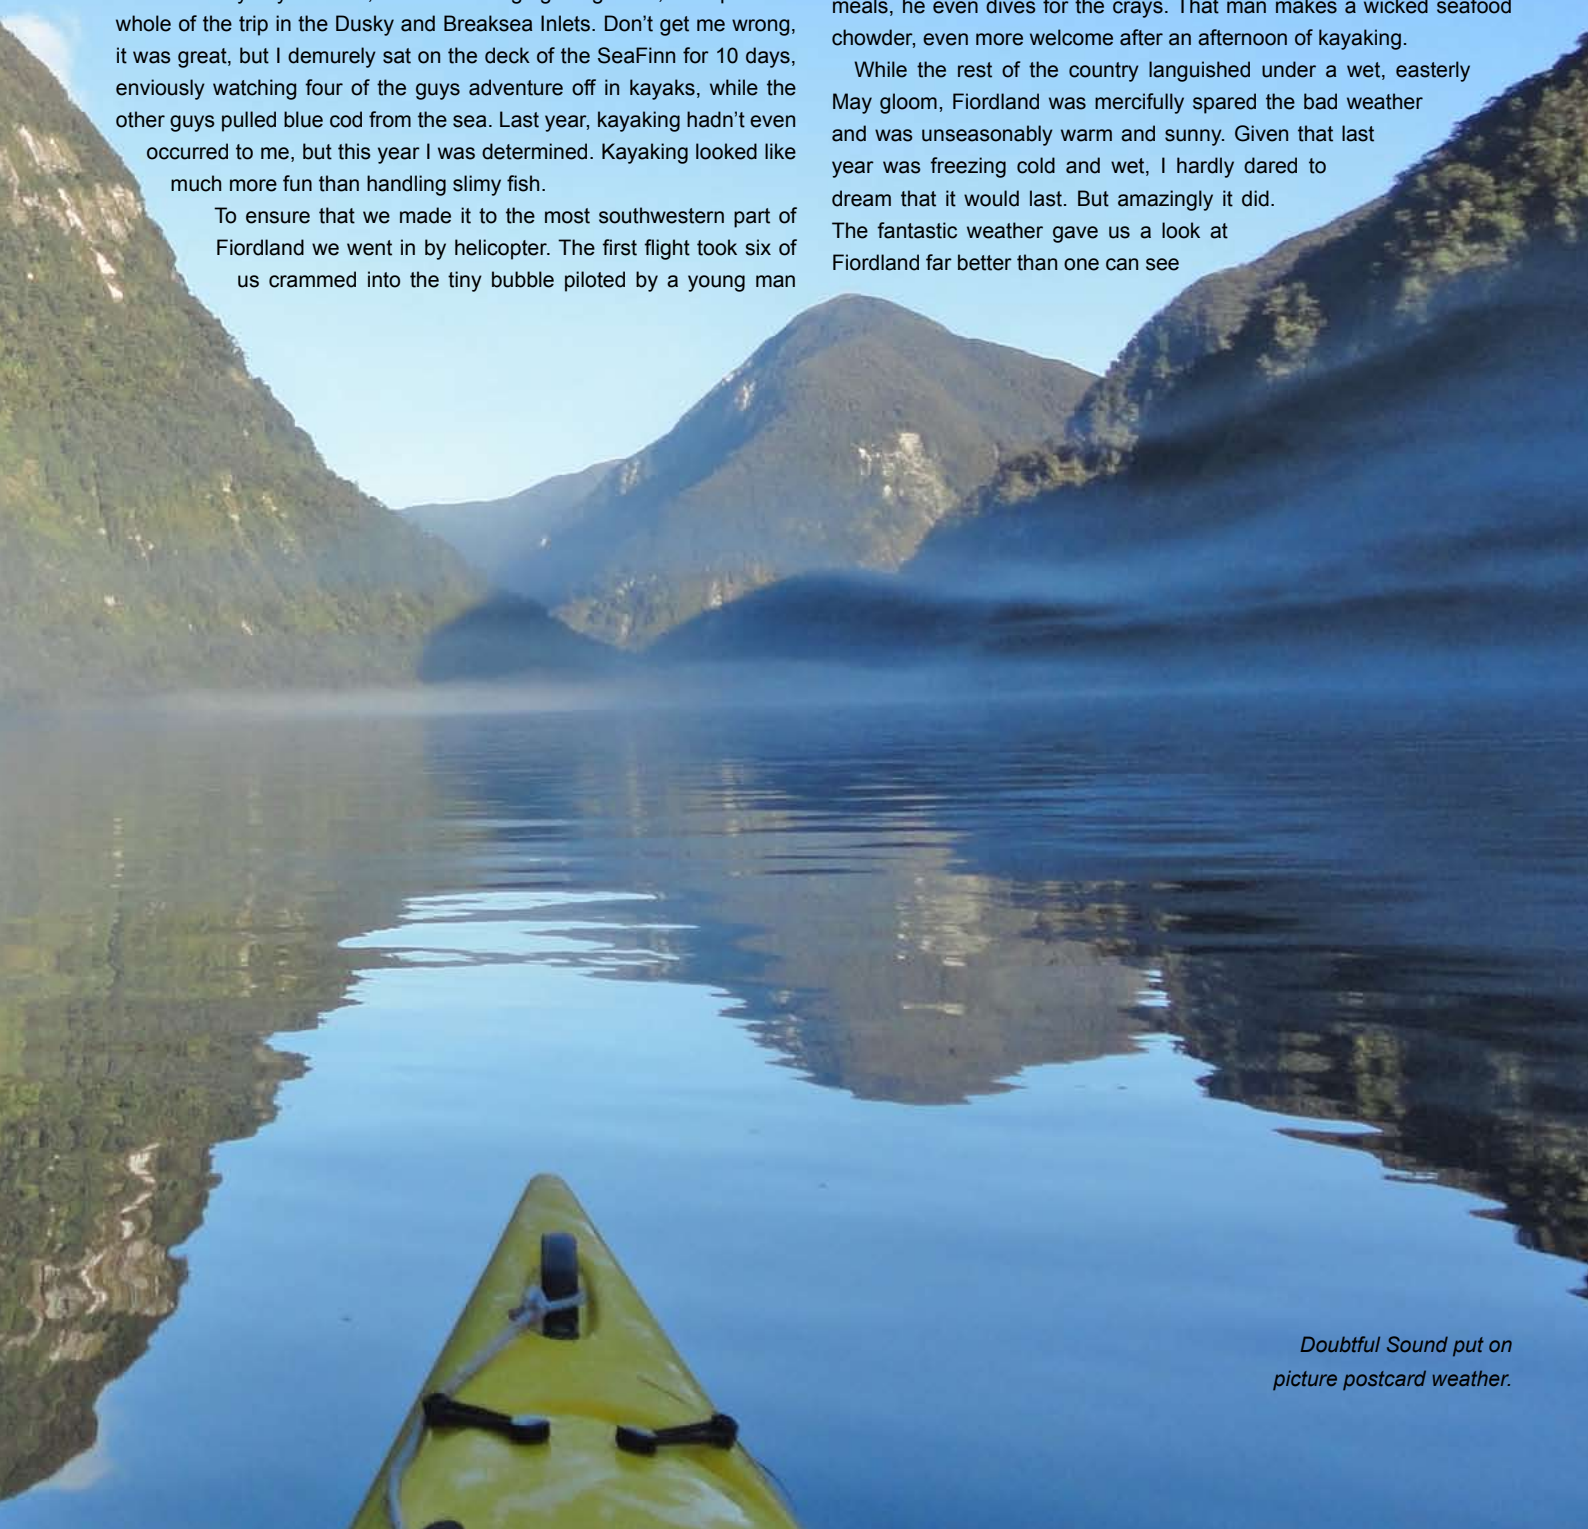 whole of the trip in the Dusky and Breaksea Inlets. Don't get me wrong,
it was great, but I demurely sat on the deck of the SeaFinn for 10 days,
enviously watching four of the guys adventure off in kayaks, while the
other guys pulled blue cod from the sea. Last year, kayaking hadn't even
occurred to me, but this year I was determined. Kayaking looked like
much more fun than handling slimy fish.
To ensure that we made it to the most southwestern part of
Fiordland we went in by helicopter. The first flight took six of
us crammed into the tiny bubble piloted by a young man
meals, he even dives for the crays. That man makes a wicked seafood
chowder, even more welcome after an afternoon of kayaking.
While the rest of the country languished under a wet, easterly
May gloom, Fiordland was mercifully spared the bad weather
and was unseasonably warm and sunny. Given that last
year was freezing cold and wet, I hardly dared to
dream that it would last. But amazingly it did.
The fantastic weather gave us a look at
Fiordland far better than one can see
Doubtful Sound put on
picture postcard weather.